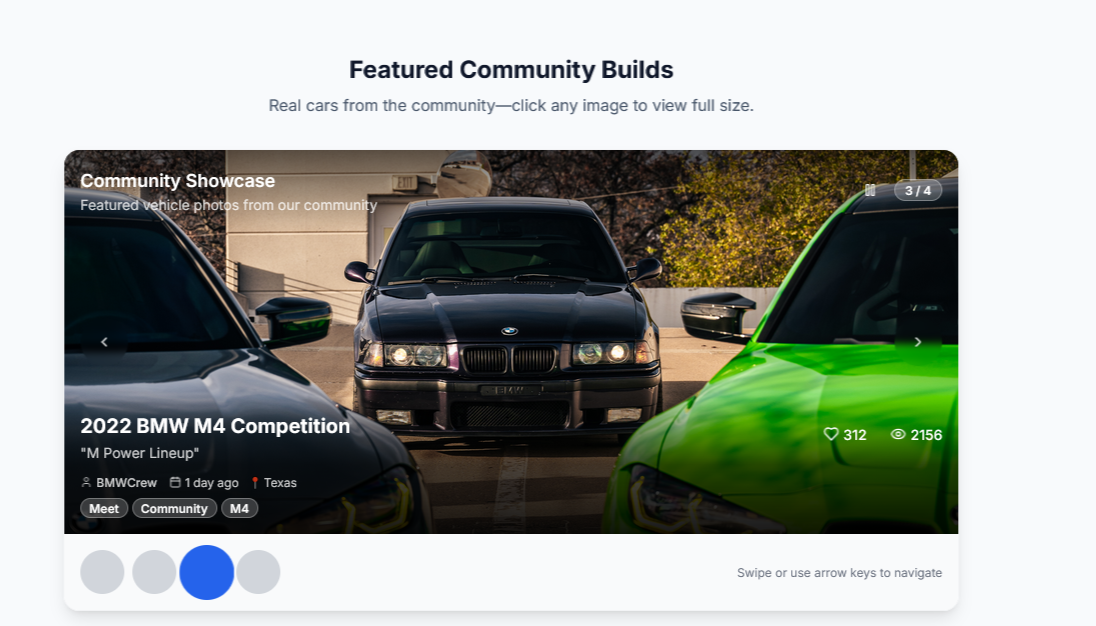 Featured Community Builds
Real cars from the community—click any image to view full size.
Community Showcase
Featured vehicle photos from our community
3 / 4
EXIT
2022 BMW M4 Competition
"M Power Lineup"
312 2156
BMWCrew 1 day ago Texas
Meet Community M4
Swipe or use arrow keys to navigate